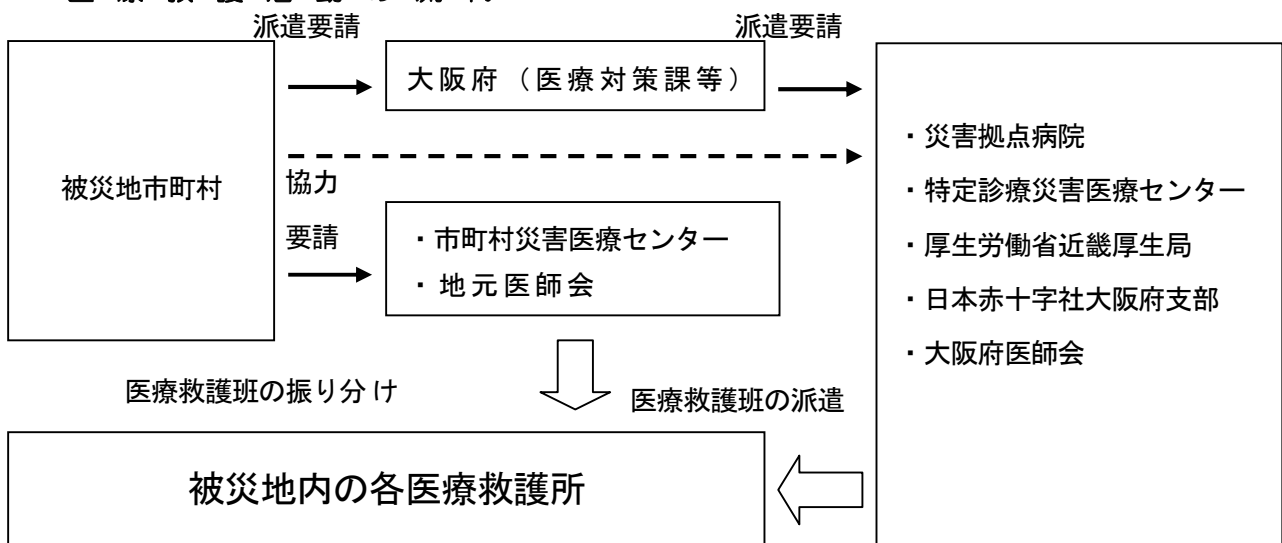 派遣要請
派遣要請
大阪府（医療対策課等）
被災地市町村
協力
要請
・市町村災害医療センター
・地元医師会
・災害拠点病院
・特定診療災害医療センター
・厚生労働省近畿厚生局
・日本赤十字社大阪府支部
・大阪府医師会
医療救護班の振り分け
医療救護班の派遣
被災地内の各医療救護所